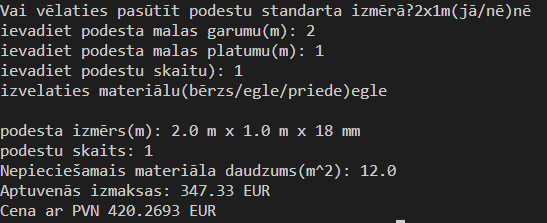 Vai vēlaties pasūtīt podestu standarta izmērā?2x1m(jā/nē)nē
ievadiet podesta malas garumu(m): 2
ievadiet podesta malas platumu(m): 1
ievadiet podestu skaitu): 1
izvelaties materiālu(bērzs/egle/priede)egle

podesta izmērs(m): 2.0 m x 1.0 m x 18 mm
podestu skaits: 1
Nepieciešamais materiāla daudzums(m^2): 12.0
Aptuvenās izmaksas: 347.33 EUR
Cena ar PVN 420.2693 EUR